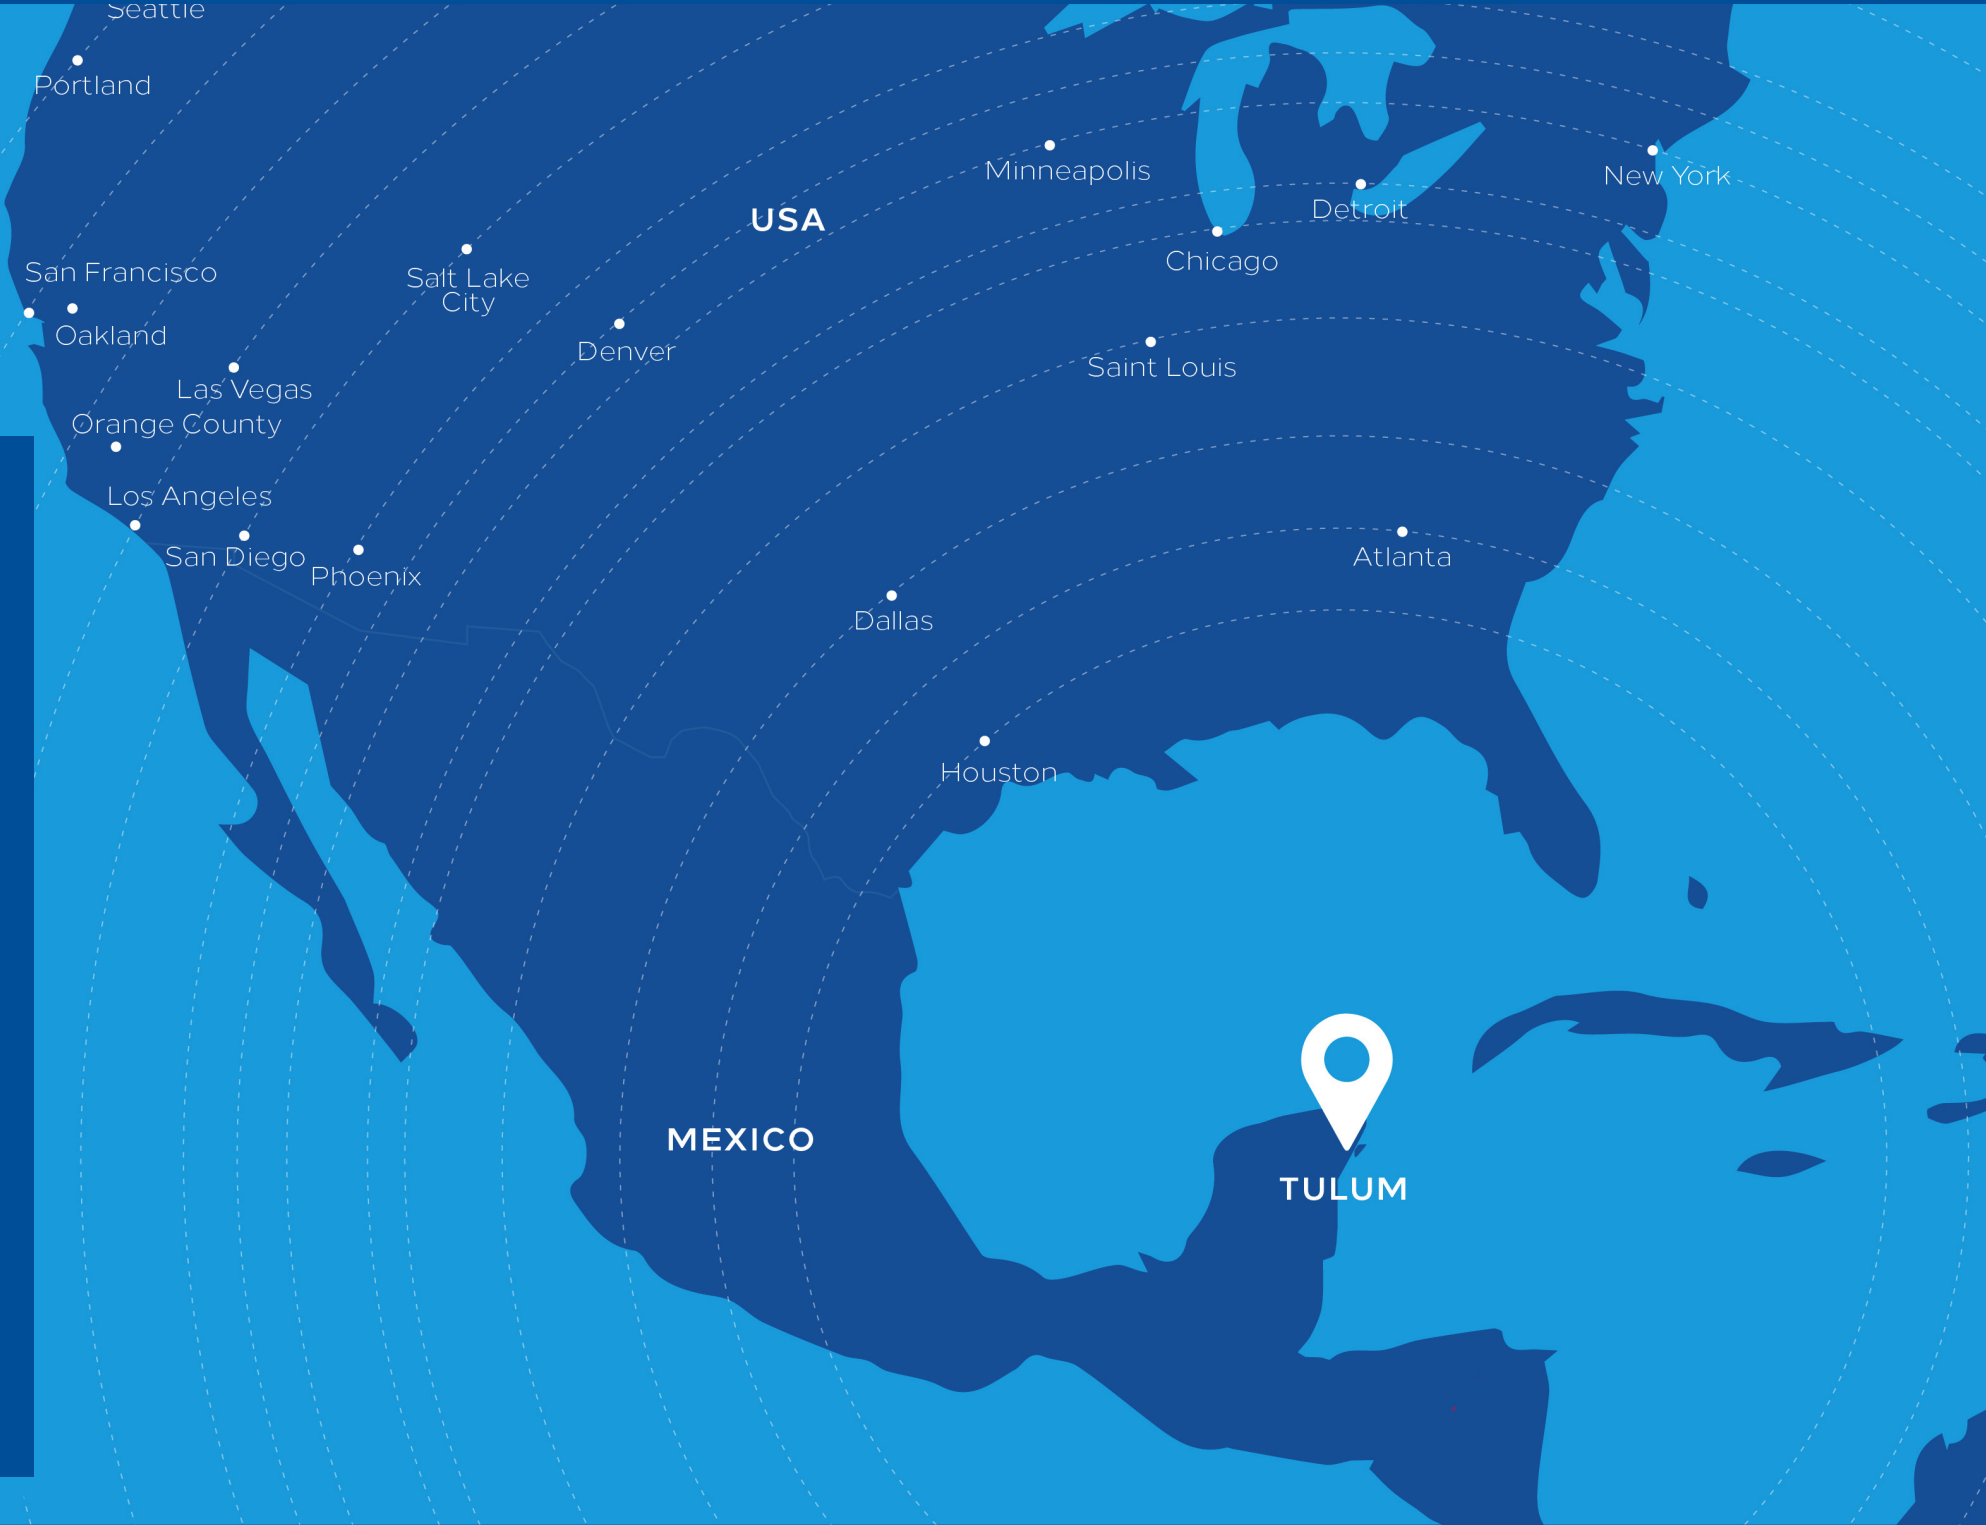 Seattle
Portland
Minneapolis
New York
Detroit
USA
Chicago
San Francisco
Salt Lake
City
Oakland
Denver
Saint Louis
Las Vegas
Orange County
Los Angeles
San Diego
Phoenix
Atlanta
Dallas
Houston
MEXICO
TULUM